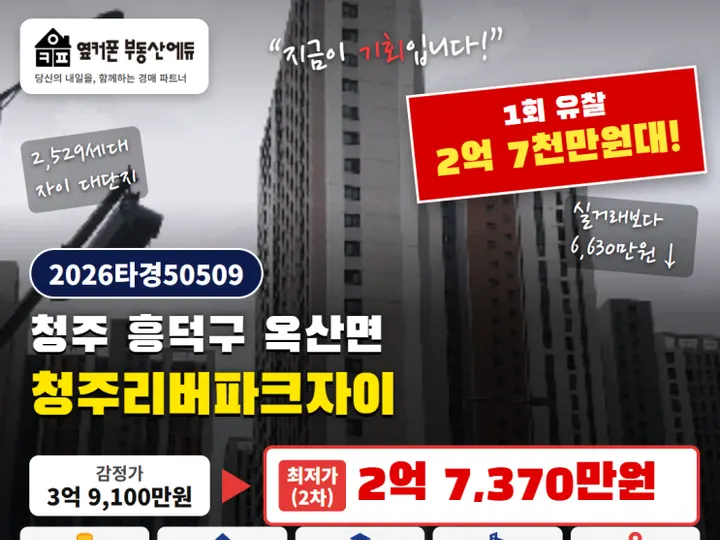 옆커폰 부동산에듀
당신의 내일을, 함께하는 경매 파트너
“지금이 기회입니다!”
1회 유찰
2억 7천만원대!
2,529세대
자이 대단지
실거래보다
6,630만원 ↓
2026타경50509
청주 흥덕구 옥산면
청주리버파크자이
감정가
3억 9,100만원
최저가
(2차)
2억 7,370만원